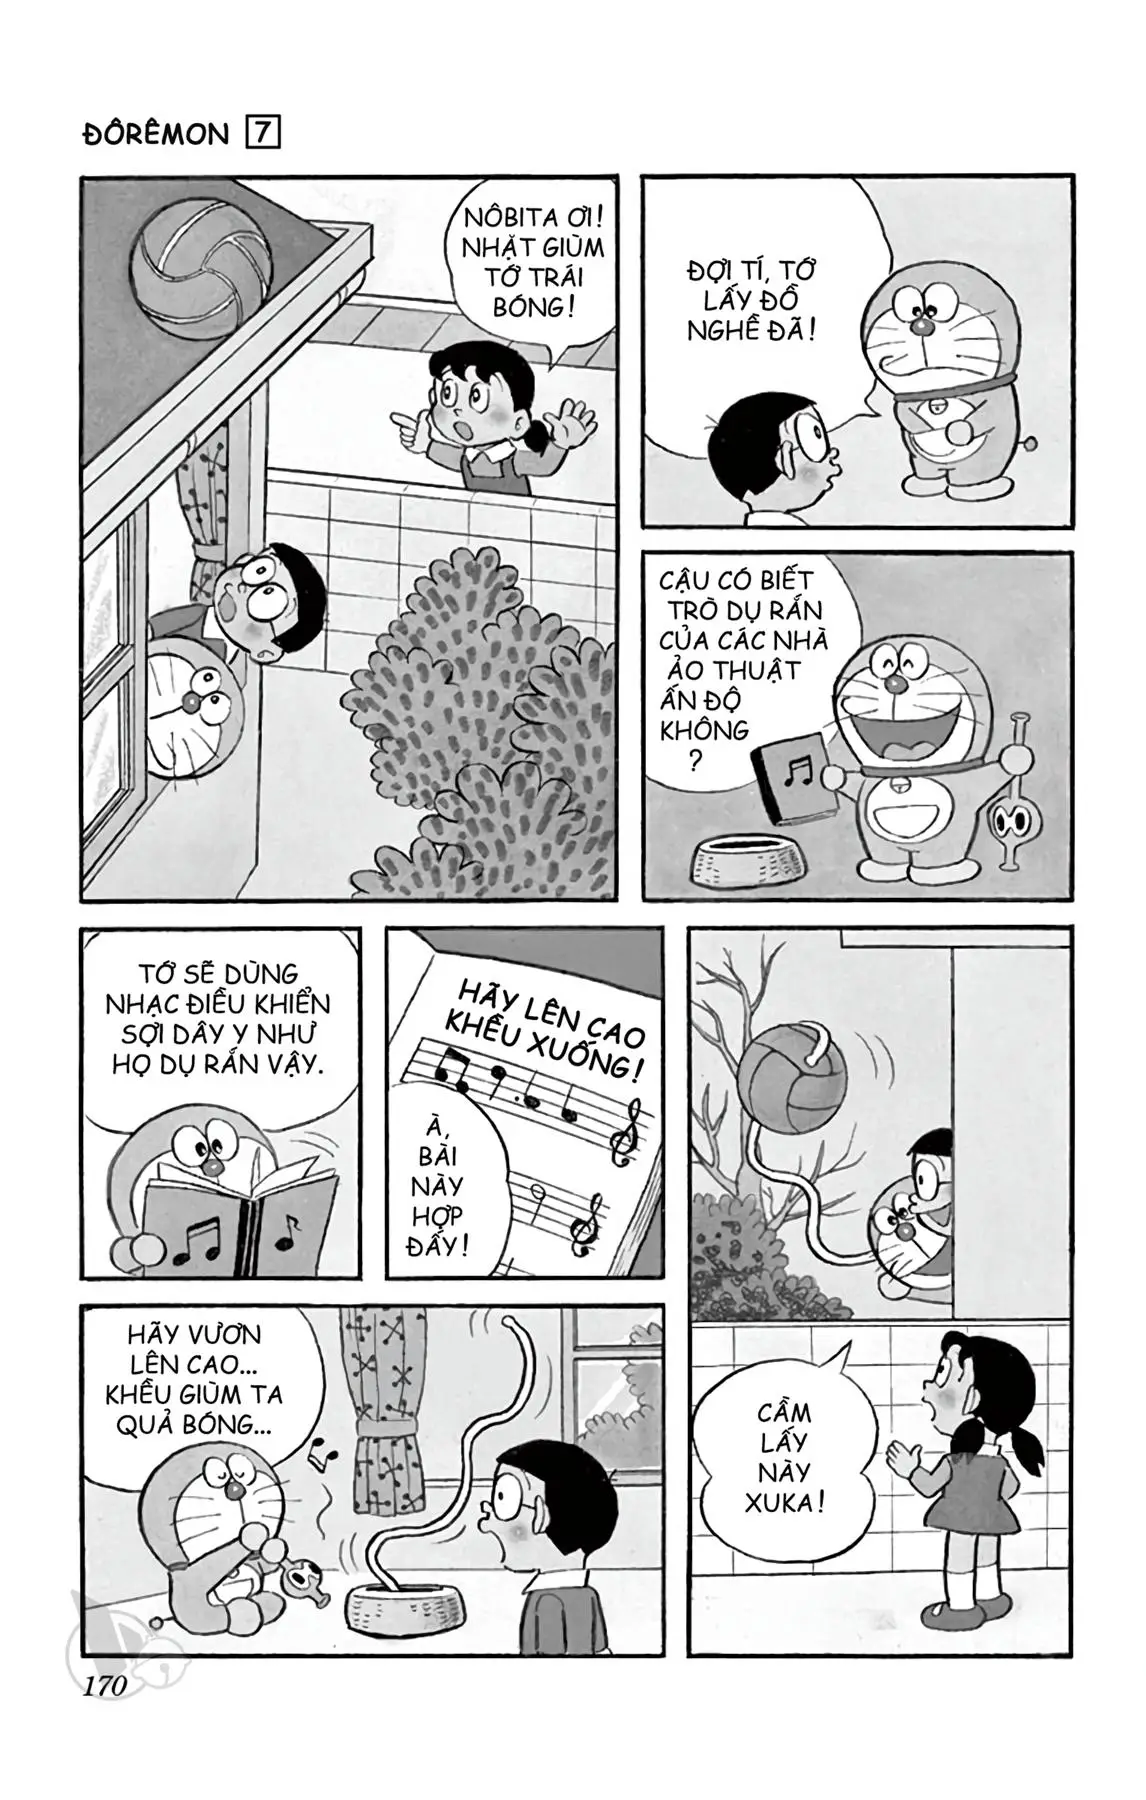 ĐÔRÊMON 7
NÔBITA ƠI!
NHẶT GIÙM
TỚ TRÁI
BÓNG!
ĐỢI TÍ, TỚ
LẤY ĐỒ
NGHỀ ĐÃ!
CẬU CÓ BIẾT
TRÒ DỤ RẮN
CỦA CÁC NHÀ
ẢO THUẬT
ẤN ĐỘ
KHÔNG
?
TỚ SẼ DÙNG
NHẠC ĐIỀU KHIỂN
SỢI DÂY Y NHƯ
HỌ DỤ RẮN VẬY.
HÃY LÊN CAO
KHỀU XUỐNG!
À,
BÀI
NÀY
HỢP
ĐẤY!
HÃY VƯƠN
LÊN CAO...
KHỀU GIÙM TA
QUẢ BÓNG...
CẦM
LẤY
NÀY
XUKA!
170